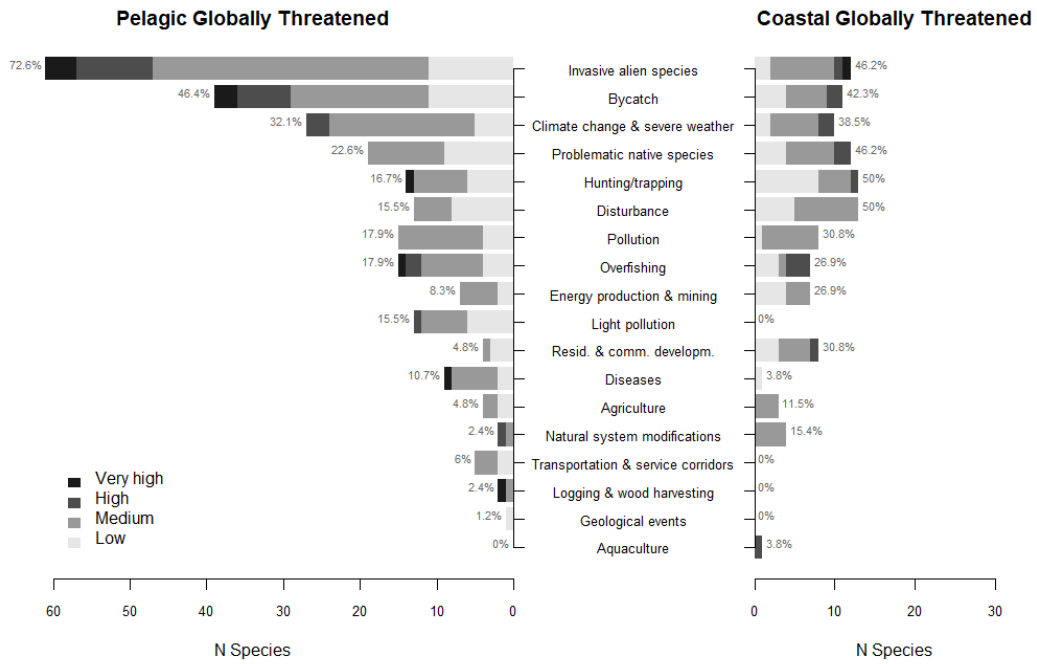 Pelagic Globally Threatened Coastal Globally Threatened
72.6% Invasive alien species 46.2%
46.4% Bycatch 42.3%
32.1% Climate change & severe weather 38.5%
22.6% Problematic native species 46.2%
16.7% Hunting/trapping 50%
15.5% Disturbance 50%
17.9% Pollution 30.8%
17.9% Overfishing 26.9%
8.3% Energy production & mining 26.9%
15.5% Light pollution 0%
4.8% Resid. & comm. developm. 30.8%
10.7% Diseases 3.8%
4.8% Agriculture 11.5%
2.4% Natural system modifications 15.4%
6% Transportation & service corridors 0%
2.4% Logging & wood harvesting 0%
1.2% Geological events 0%
0% Aquaculture 3.8%
Very high
High
Medium
Low
60 50 40 30 20 10 0 0 10 20 30
N Species N Species